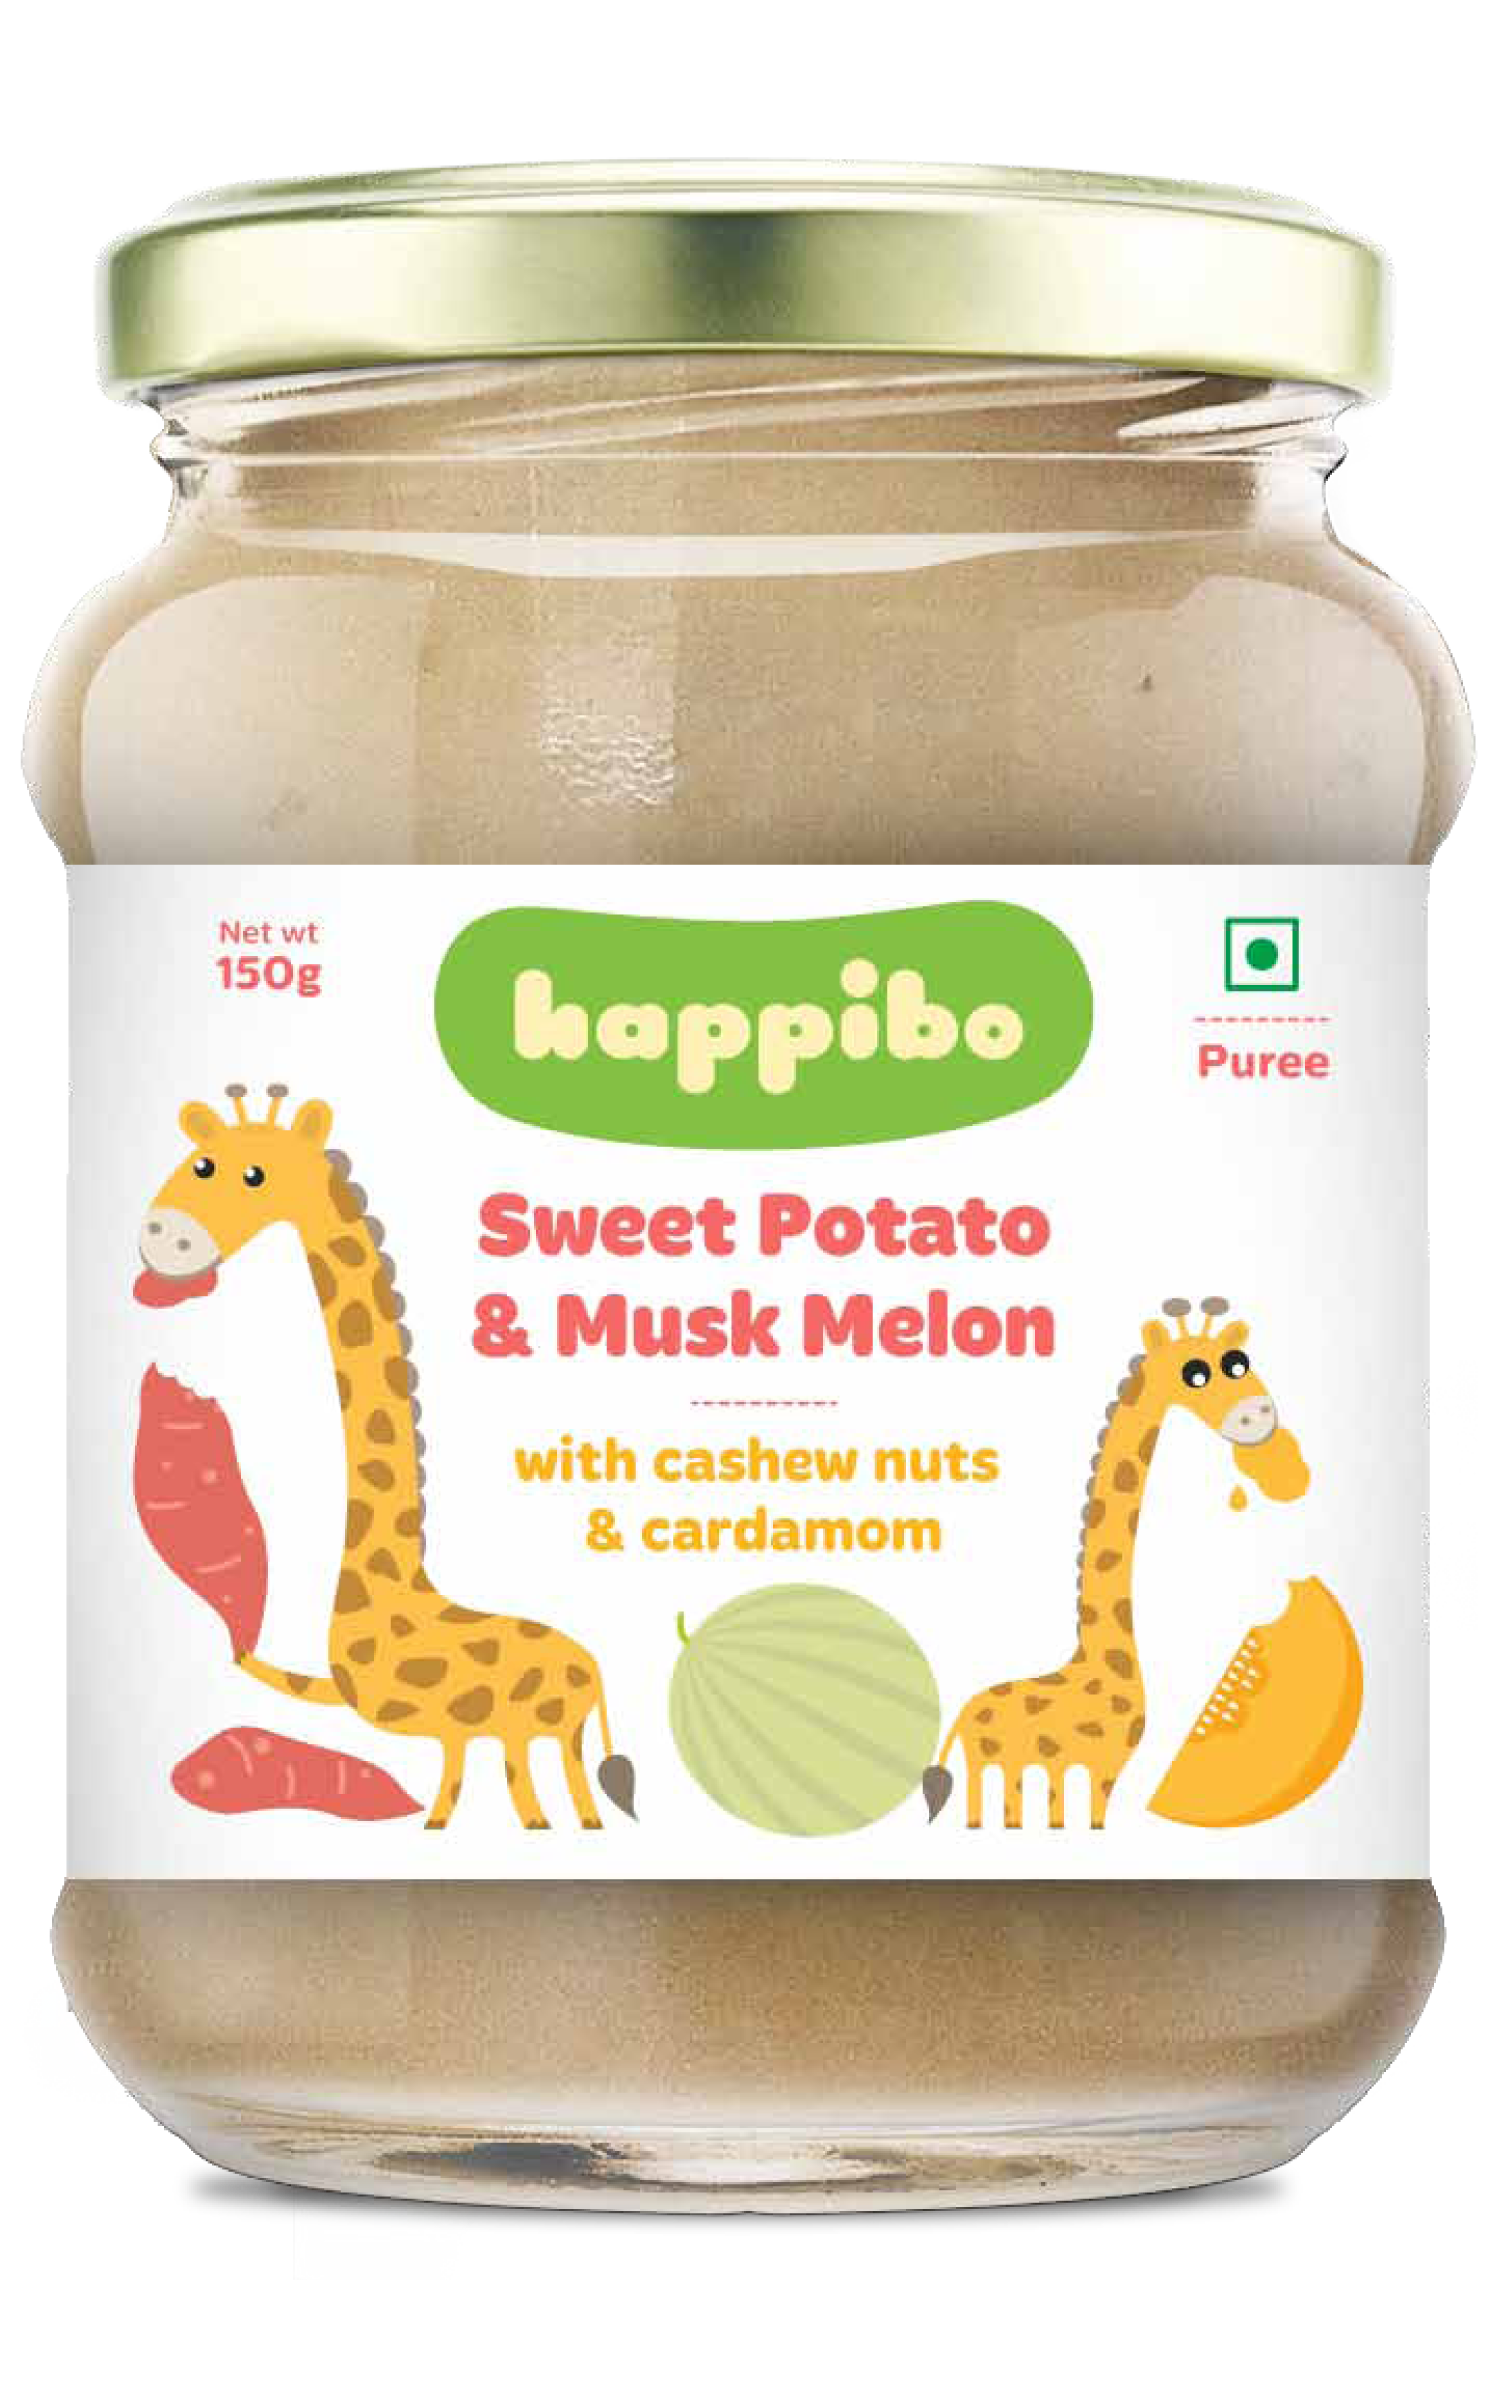 Net wt
150g
happibo
Puree
Sweet Potato
& Musk Melon
with cashew nuts
& cardamom